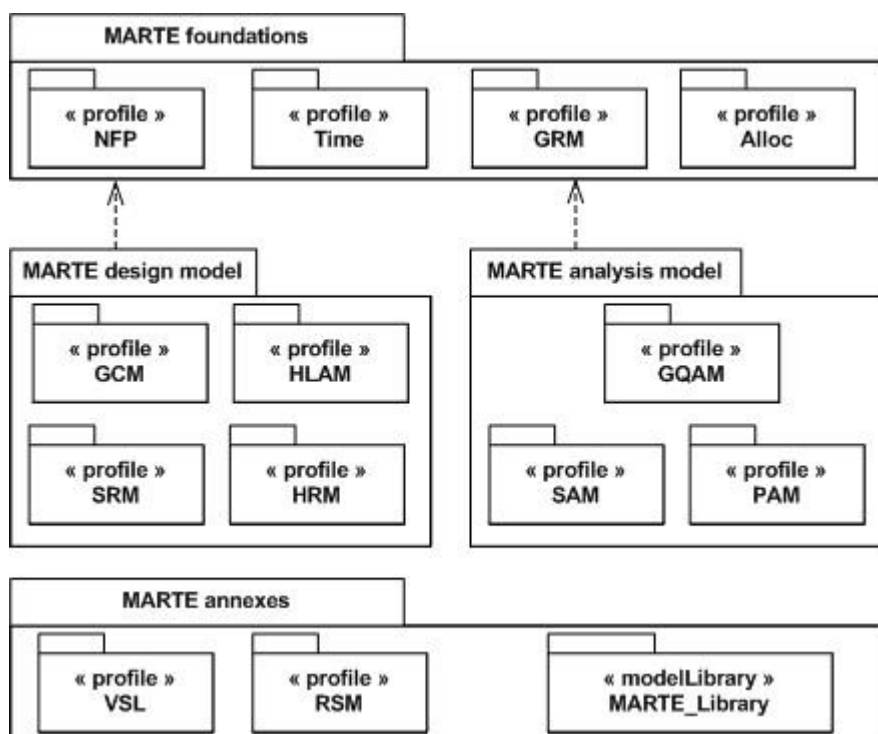 MARTE foundations
« profile » « profile » « profile » « profile »
NFP Time GRM Alloc
MARTE design model MARTE analysis model
« profile » « profile » « profile »
GCM HLAM GQAM
« profile » « profile » « profile » « profile »
SRM HRM SAM PAM
MARTE annexes
« profile » « profile » « modelLibrary »
VSL RSM MARTE_Library